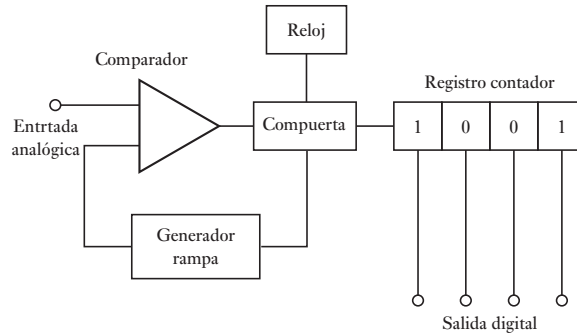 Reloj
Comparador
Registro contador
Entrtada
analógica
Compuerta
1 0 0 1
Generador
rampa
Salida digital